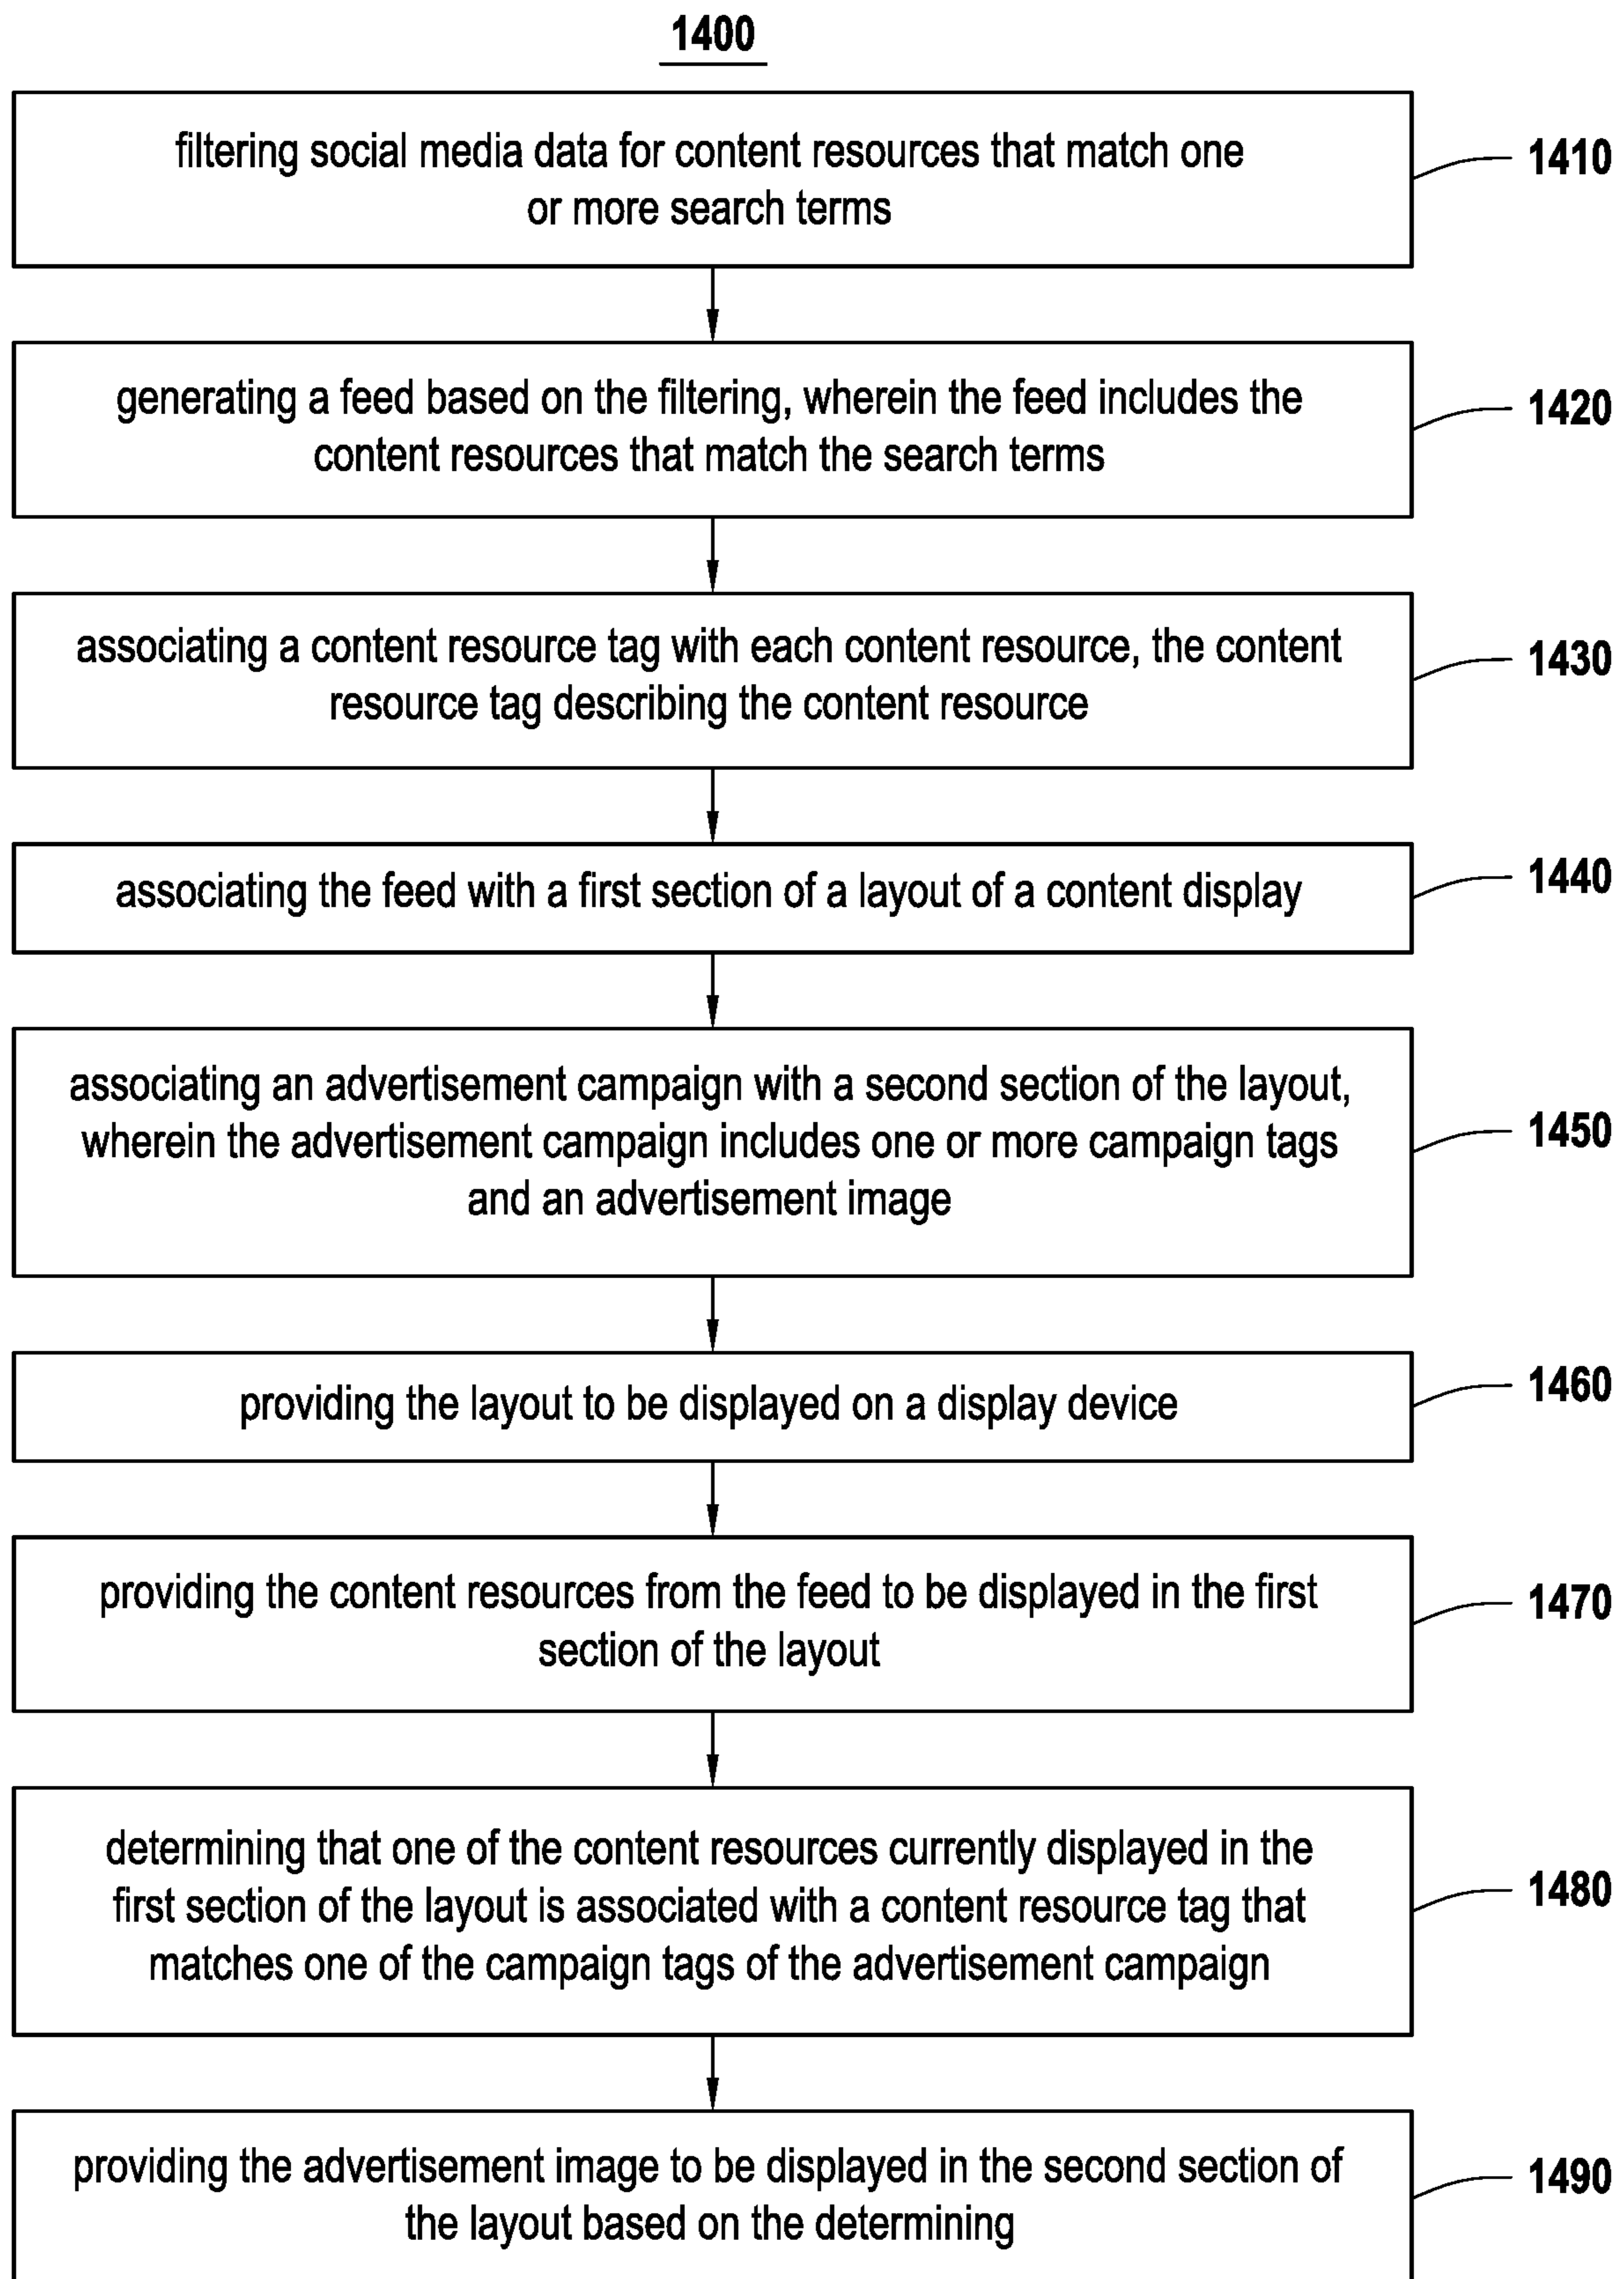 1400
filtering social media data for content resources that match one
or more search terms
1410
generating a feed based on the filtering, wherein the feed includes the
content resources that match the search terms
1420
associating a content resource tag with each content resource, the content
resource tag describing the content resource
1430
associating the feed with a first section of a layout of a content display
1440
associating an advertisement campaign with a second section of the layout,
wherein the advertisement campaign includes one or more campaign tags
and an advertisement image
1450
providing the layout to be displayed on a display device
1460
providing the content resources from the feed to be displayed in the first
section of the layout
1470
determining that one of the content resources currently displayed in the
first section of the layout is associated with a content resource tag that
matches one of the campaign tags of the advertisement campaign
1480
providing the advertisement image to be displayed in the second section of
the layout based on the determining
1490